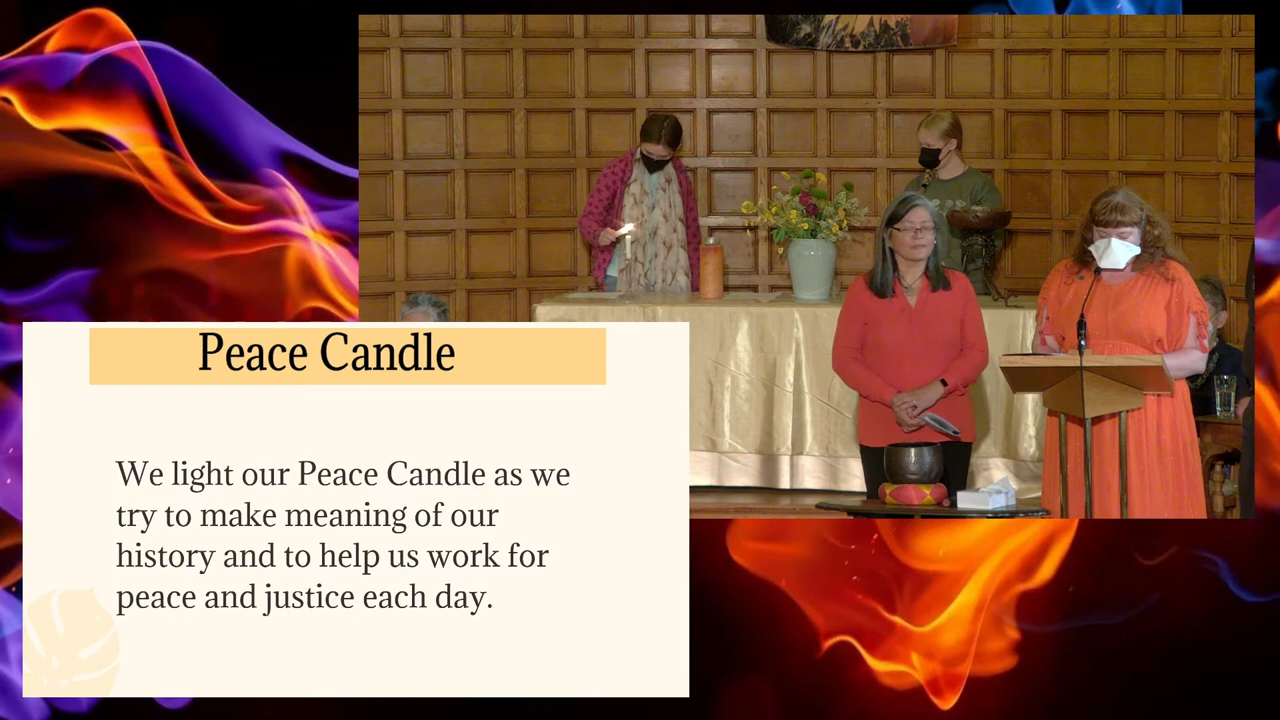 Peace Candle
We light our Peace Candle as we
try to make meaning of our
history and to help us work for
peace and justice each day.